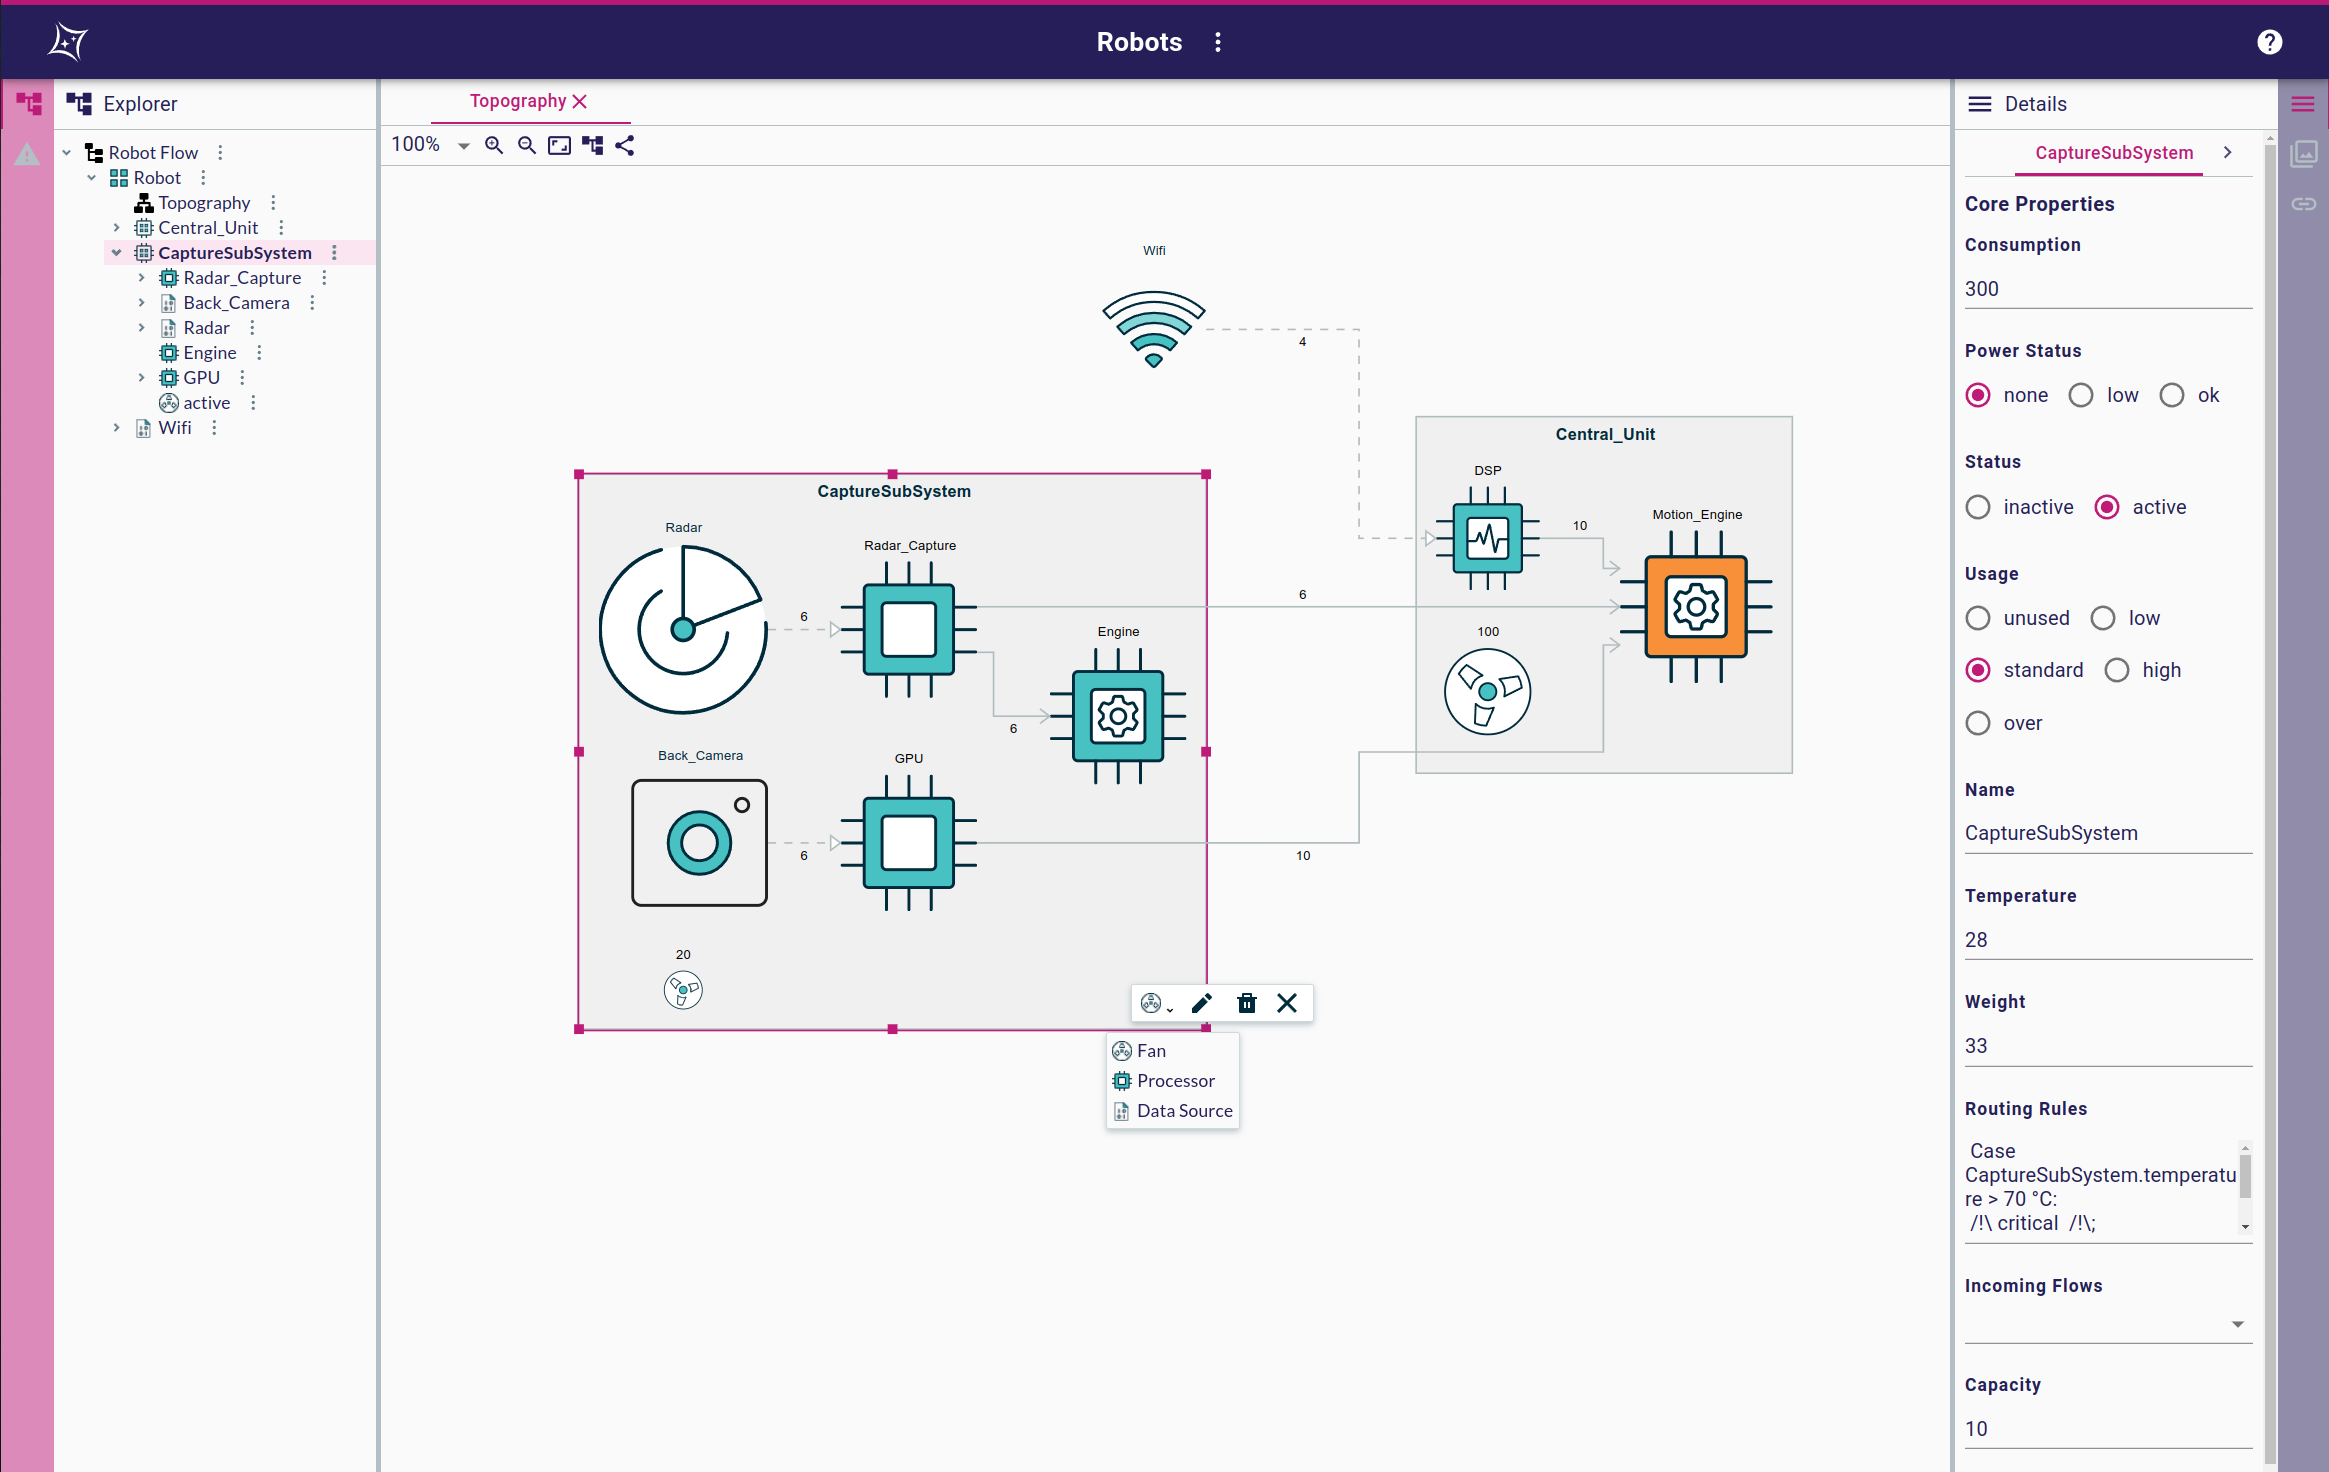 Robots
Explorer
Robot Flow
Robot
Topography
Central_Unit
CaptureSubSystem
Radar_Capture
Back_Camera
Radar
Engine
GPU
active
Wifi
Topography
100%
Wifi
4
Central_Unit
DSP
10
Motion_Engine
100
CaptureSubSystem
Radar
6
Radar_Capture
6
Engine
6
Back_Camera
6
GPU
10
20
Fan
Processor
Data Source
Details
CaptureSubSystem
Core Properties
Consumption
300
Power Status
none low ok
Status
inactive active
Usage
unused low
standard high
over
Name
CaptureSubSystem
Temperature
28
Weight
33
Routing Rules
Case
CaptureSubSystem.temperatu
re > 70 °C:
/!\ critical /!\;
Incoming Flows
Capacity
10